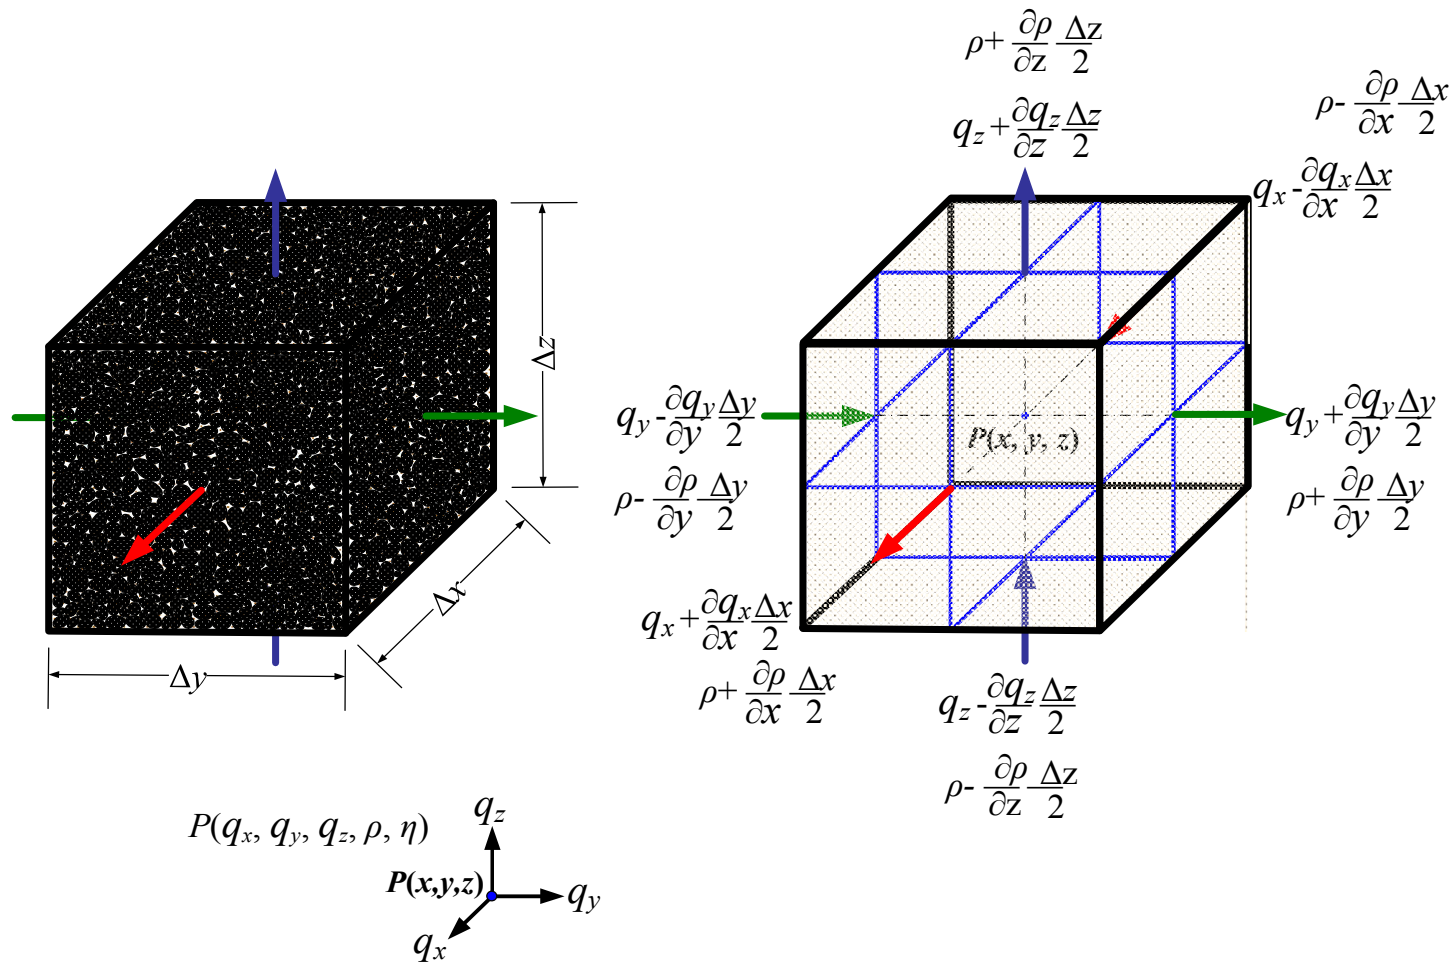 ρ+ ∂ρ/∂z Δz/2
q_z+∂q_z/∂z Δz/2
ρ- ∂ρ/∂x Δx/2
q_x-∂q_x/∂x Δx/2
Δz
q_y-∂q_y/∂y Δy/2
ρ- ∂ρ/∂y Δy/2
P(x, y, z)
q_y+∂q_y/∂y Δy/2
ρ+ ∂ρ/∂y Δy/2
Δx
Δy
q_x+∂q_x/∂x Δx/2
ρ+ ∂ρ/∂x Δx/2
q_z-∂q_z/∂z Δz/2
ρ- ∂ρ/∂z Δz/2
P(q_x, q_y, q_z, ρ, η)
q_z
P(x,y,z)
q_y
q_x